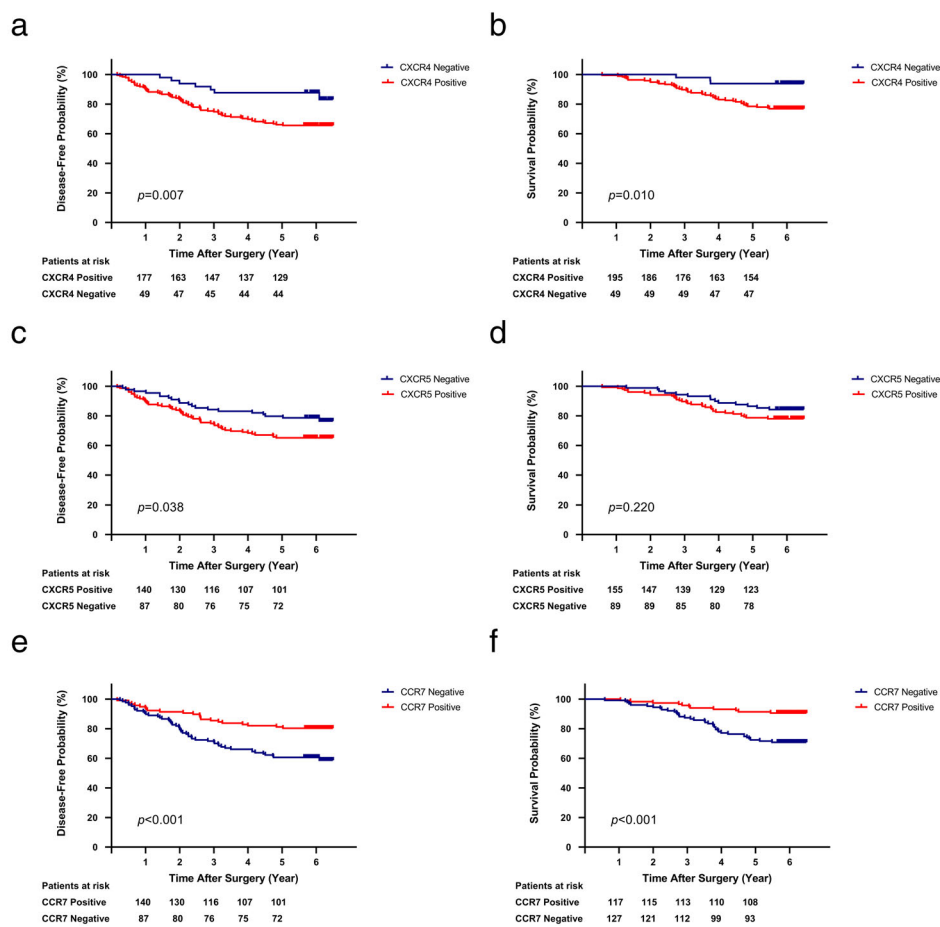 a
CXCR4 Negative
CXCR4 Positive
Disease-Free Probability (%)
100
80
60
40
20
0
p=0.007
1 2 3 4 5 6
Time After Surgery (Year)
Patients at risk
CXCR4 Positive 177 163 147 137 129
CXCR4 Negative 49 47 45 44 44
b
CXCR4 Negative
CXCR4 Positive
Survival Probability (%)
100
80
60
40
20
0
p=0.010
1 2 3 4 5 6
Time After Surgery (Year)
Patients at risk
CXCR4 Positive 195 186 176 163 154
CXCR4 Negative 49 49 49 47 47
c
CXCR5 Negative
CXCR5 Positive
Disease-Free Probability (%)
100
80
60
40
20
0
p=0.038
1 2 3 4 5 6
Time After Surgery (Year)
Patients at risk
CXCR5 Positive 140 130 116 107 101
CXCR5 Negative 87 80 76 75 72
d
CXCR5 Negative
CXCR5 Positive
Survival Probability (%)
100
80
60
40
20
0
p=0.220
1 2 3 4 5 6
Time After Surgery (Year)
Patients at risk
CXCR5 Positive 155 147 139 129 123
CXCR5 Negative 89 89 85 80 78
e
CCR7 Negative
CCR7 Positive
Disease-Free Probability (%)
100
80
60
40
20
0
p<0.001
1 2 3 4 5 6
Time After Surgery (Year)
Patients at risk
CCR7 Positive 140 130 116 107 101
CCR7 Negative 87 80 76 75 72
f
CCR7 Negative
CCR7 Positive
Survival Probability (%)
100
80
60
40
20
0
p<0.001
1 2 3 4 5 6
Time After Surgery (Year)
Patients at risk
CCR7 Positive 117 115 113 110 108
CCR7 Negative 127 121 112 99 93